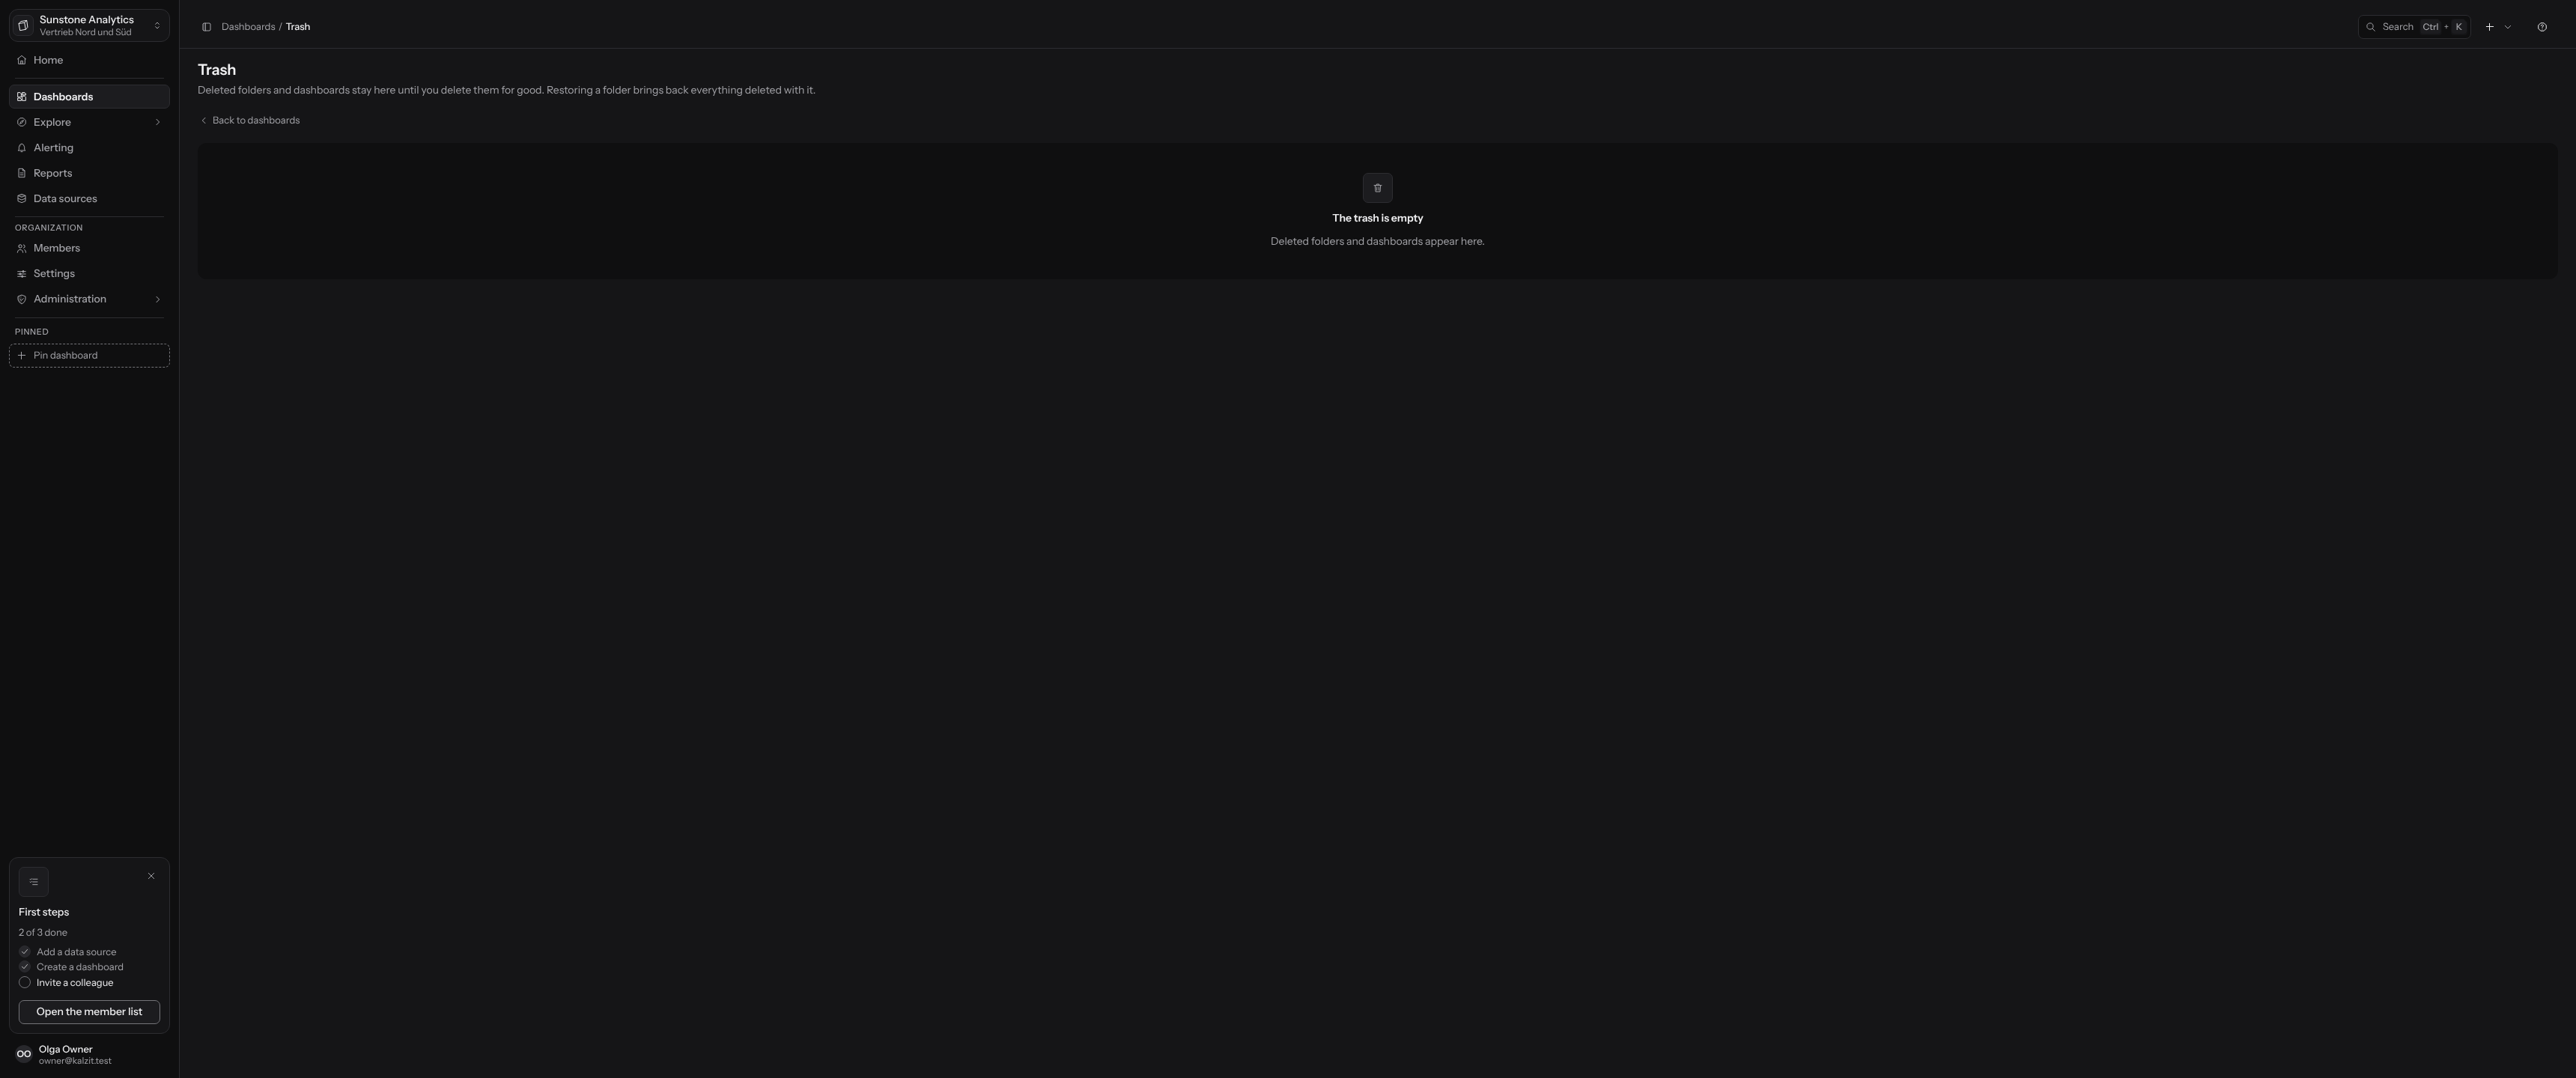 Sunstone Analytics
Vertrieb Nord und Süd
Home
Dashboards
Explore
Alerting
Reports
Data sources
ORGANIZATION
Members
Settings
Administration
PINNED
Pin dashboard
First steps
2 of 3 done
Add a data source
Create a dashboard
Invite a colleague
Open the member list
OO
Olga Owner
owner@kalzit.test
Dashboards / Trash
Search Ctrl + K
Trash
Deleted folders and dashboards stay here until you delete them for good. Restoring a folder brings back everything deleted with it.
Back to dashboards
The trash is empty
Deleted folders and dashboards appear here.